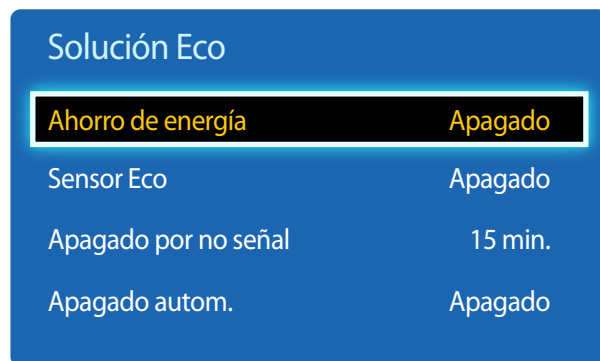 Solución Eco
Ahorro de energía Apagado
Sensor Eco Apagado
Apagado por no señal 15 min.
Apagado autom. Apagado